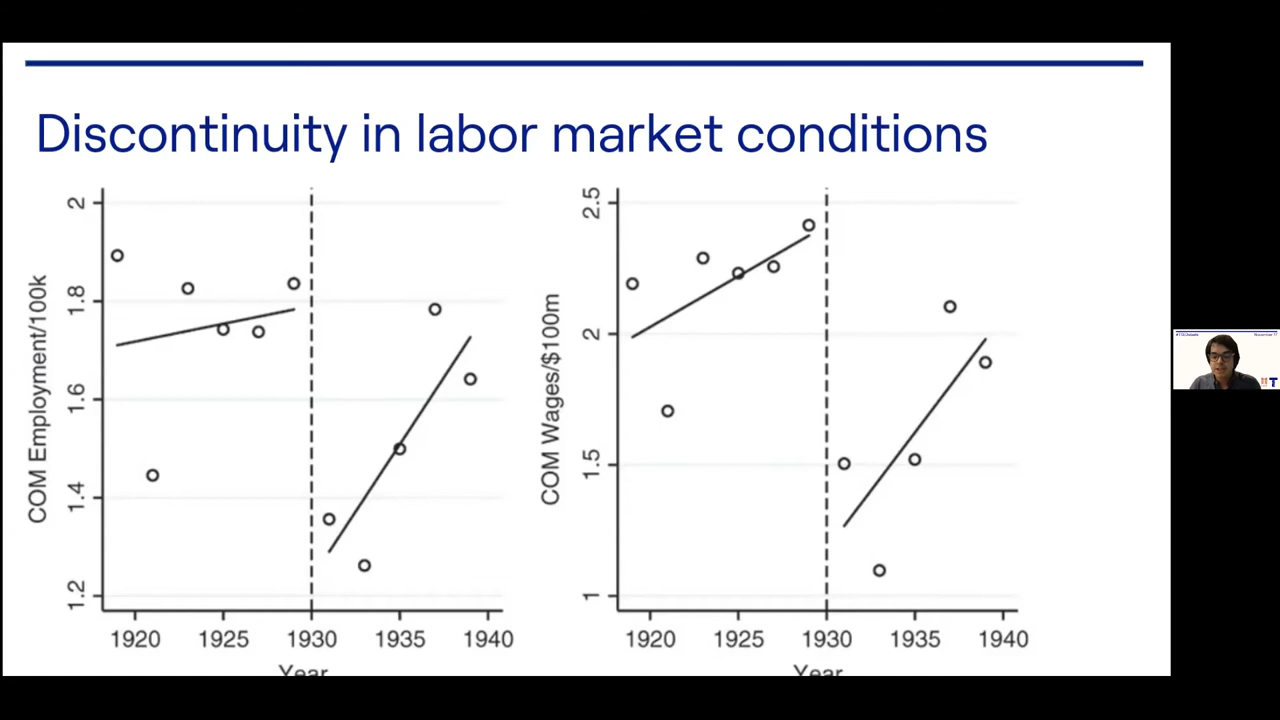 Discontinuity in labor market conditions
COM Employment/100k
2
1.8
1.6
1.4
1.2
1920 1925 1930 1935 1940
Year
COM Wages/$100m
2.5
2
1.5
1
1920 1925 1930 1935 1940
Year